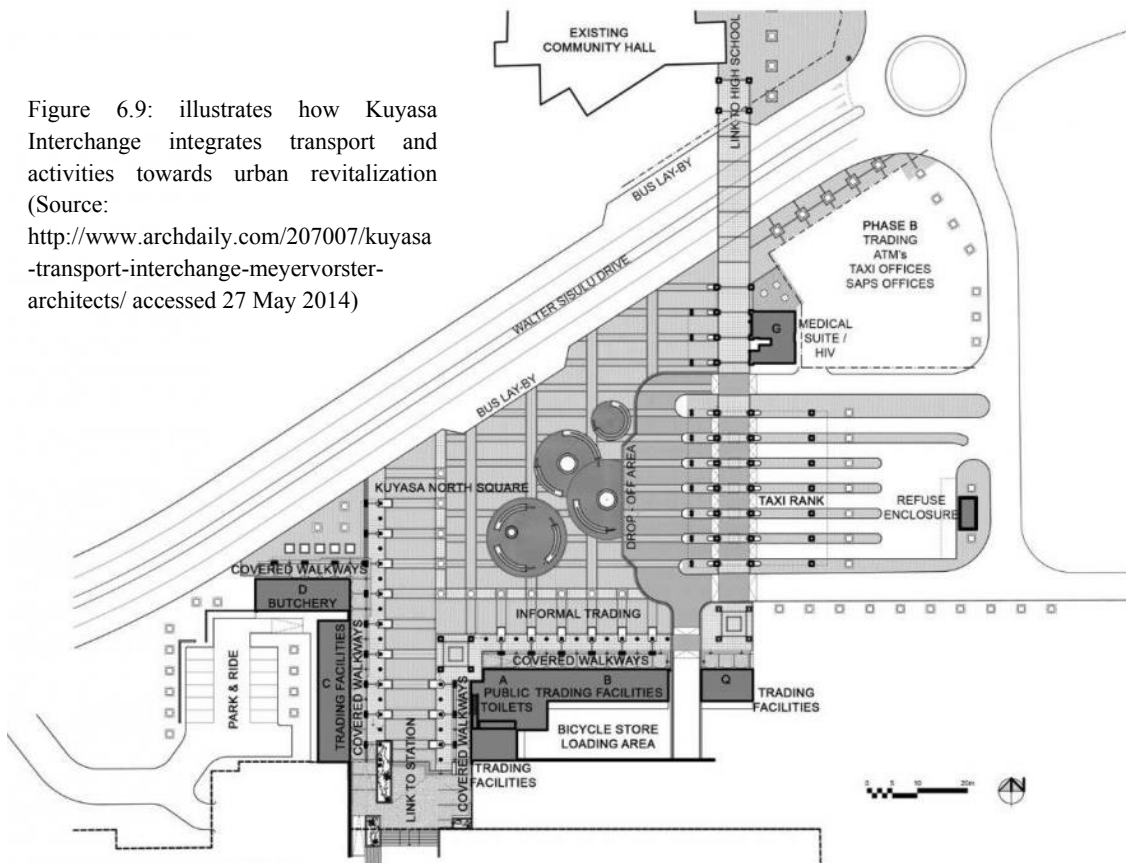 EXISTING
COMMUNITY HALL
LINK TO HIGH SCHOOL
Figure 6.9: illustrates how Kuyasa
Interchange integrates transport and
activities towards urban revitalization
(Source:
http://www.archdaily.com/207007/kuyasa
-transport-interchange-meyervorster-
architects/ accessed 27 May 2014)
BUS LAY-BY
PHASE B
TRADING
ATM's
TAXI OFFICES
SAPS OFFICES
WALTER SISULU DRIVE
G
MEDICAL
SUITE /
HIV
BUS LAY-BY
KUYASA NORTH SQUARE
DROP - OFF AREA
TAXI RANK
REFUSE
ENCLOSURE
COVERED WALKWAYS
D
BUTCHERY
INFORMAL TRADING
COVERED WALKWAYS
PARK & RIDE
C
TRADING FACILITIES
COVERED WALKWAYS
LINK TO STATION
COVERED WALKWAYS
A
PUBLIC
TOILETS
B
TRADING FACILITIES
Q
TRADING
FACILITIES
BICYCLE STORE
LOADING AREA
TRADING
FACILITIES
0 5 10 20m
N